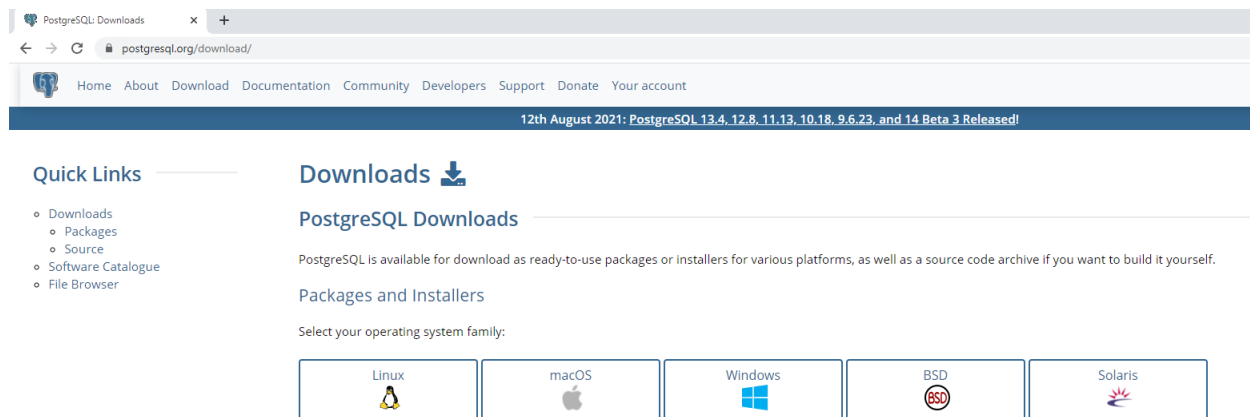 PostgreSQL: Downloads
postgresql.org/download/
Home About Download Documentation Community Developers Support Donate Your account
12th August 2021: PostgreSQL 13.4, 12.8, 11.13, 10.18, 9.6.23, and 14 Beta 3 Released!
Quick Links
Downloads
Packages
Source
Software Catalogue
File Browser
Downloads
PostgreSQL Downloads
PostgreSQL is available for download as ready-to-use packages or installers for various platforms, as well as a source code archive if you want to build it yourself.
Packages and Installers
Select your operating system family:
Linux macOS Windows BSD Solaris
BSD